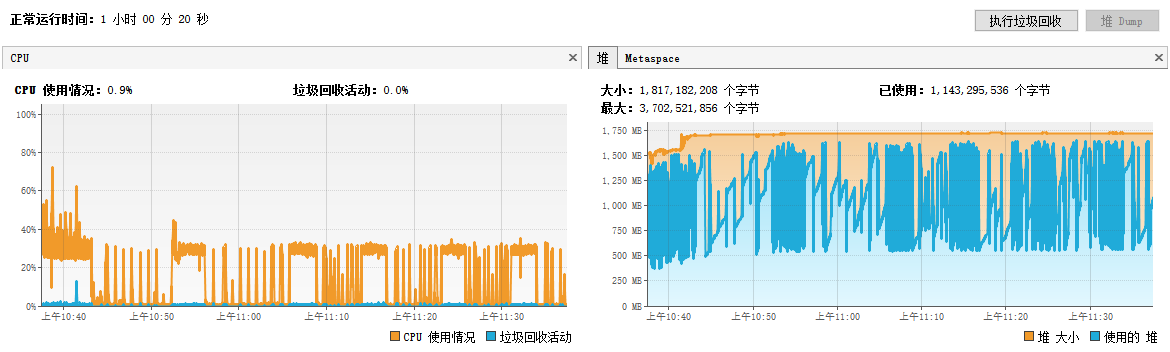 正常运行时间：1 小时 00 分 20 秒
执行垃圾回收
堆 Dump
CPU
CPU 使用情况：0.9%
垃圾回收活动：0.0%
100%
80%
60%
40%
20%
0%
上午10:40
上午10:50
上午11:00
上午11:10
上午11:20
上午11:30
CPU 使用情况
垃圾回收活动
堆
Metaspace
大小：1,817,182,208 个字节
已使用：1,143,295,536 个字节
最大：3,702,521,856 个字节
1,750 MB
1,500 MB
1,250 MB
1,000 MB
750 MB
500 MB
250 MB
0 MB
上午10:40
上午10:50
上午11:00
上午11:10
上午11:20
上午11:30
堆 大小
使用的 堆